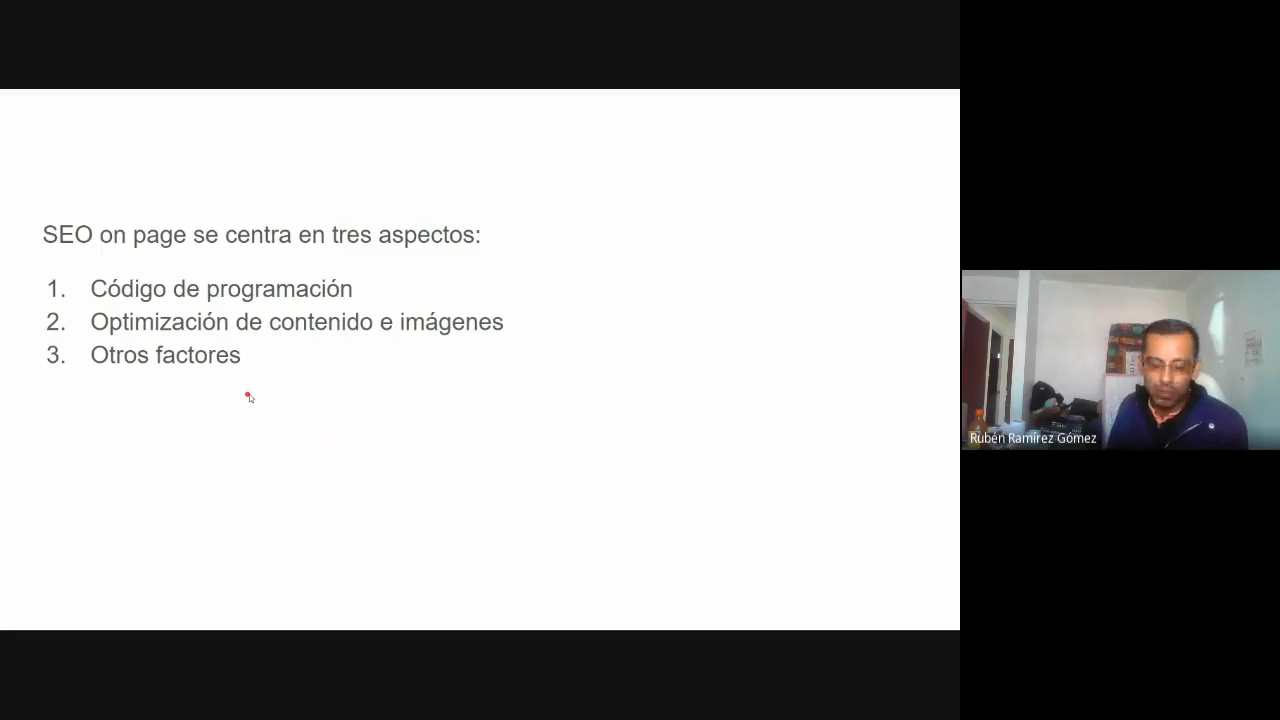 SEO on page se centra en tres aspectos:
1. Código de programación
2. Optimización de contenido e imágenes
3. Otros factores
Rubén Ramírez Gómez